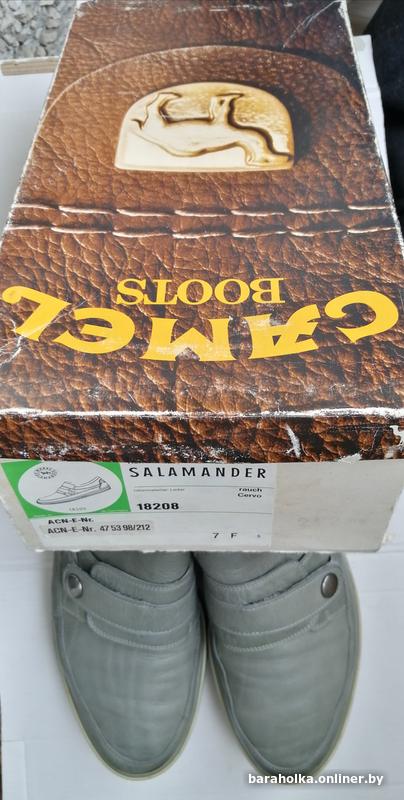 CAMEL
BOOTS
SALAMANDER
rauch
Cervo
18208
ACN-E-Nr.
ACN-E-Nr. 47 53 98/212
7 F
baraholka.onliner.by